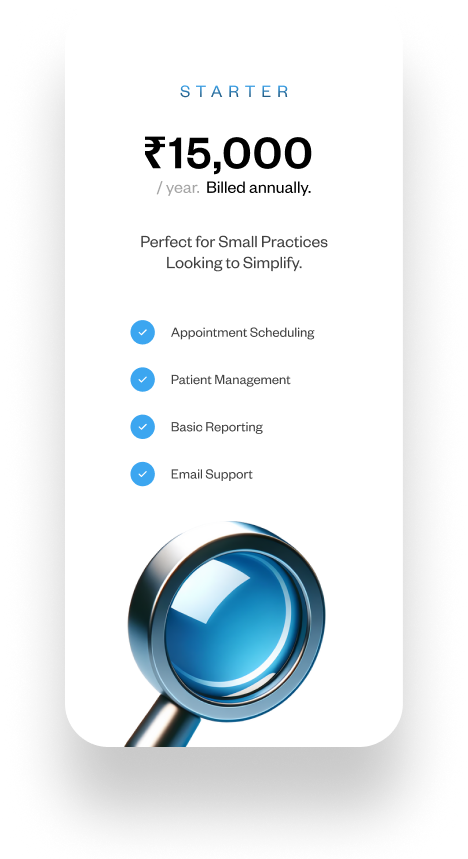 STARTER
₹15,000
/ year. Billed annually.
Perfect for Small Practices
Looking to Simplify.
Appointment Scheduling
Patient Management
Basic Reporting
Email Support